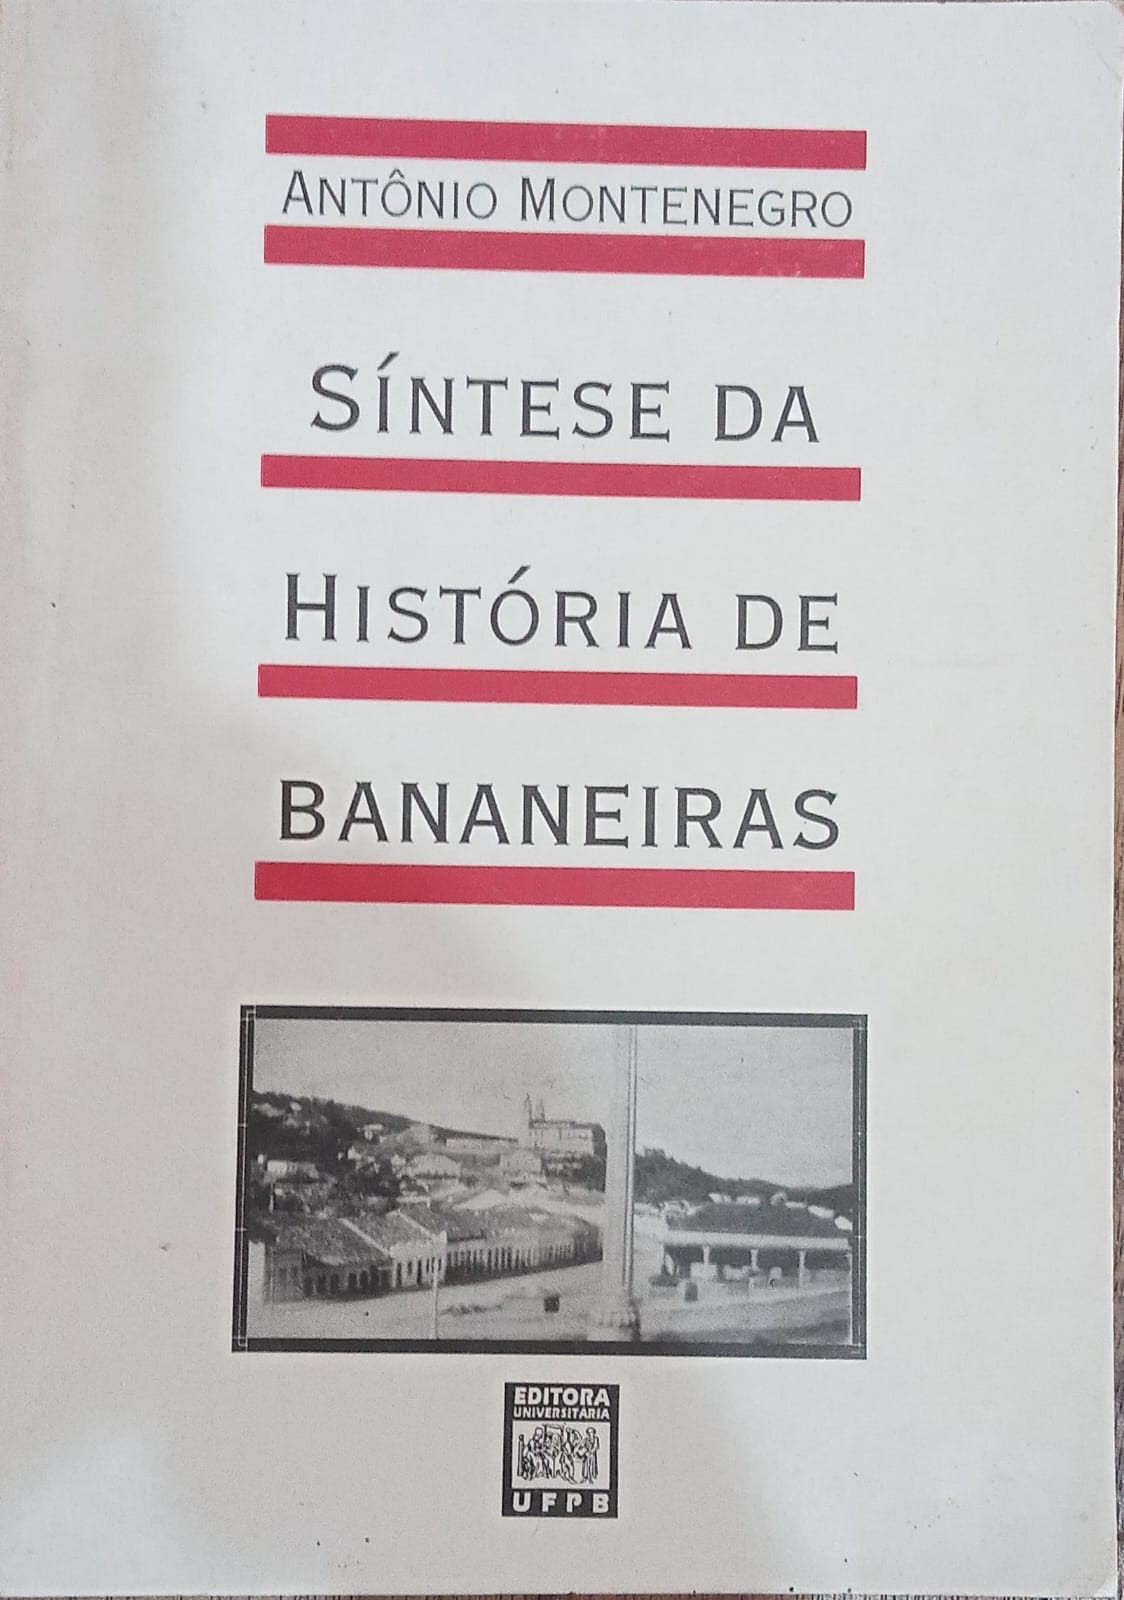 ANTÔNIO MONTENEGRO
SÍNTESE DA
HISTÓRIA DE
BANANEIRAS
EDITORA
UNIVERSITÁRIA
UFPB